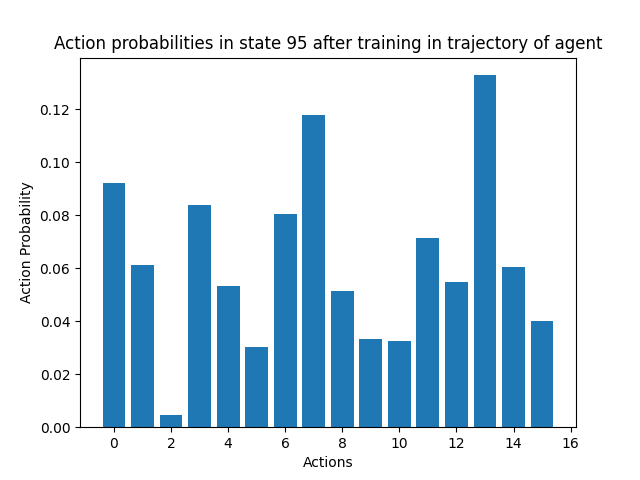 Action probabilities in state 95 after training in trajectory of agent
0.12
0.10
0.08
0.06
0.04
0.02
0.00
Action Probability
0 2 4 6 8 10 12 14 16
Actions